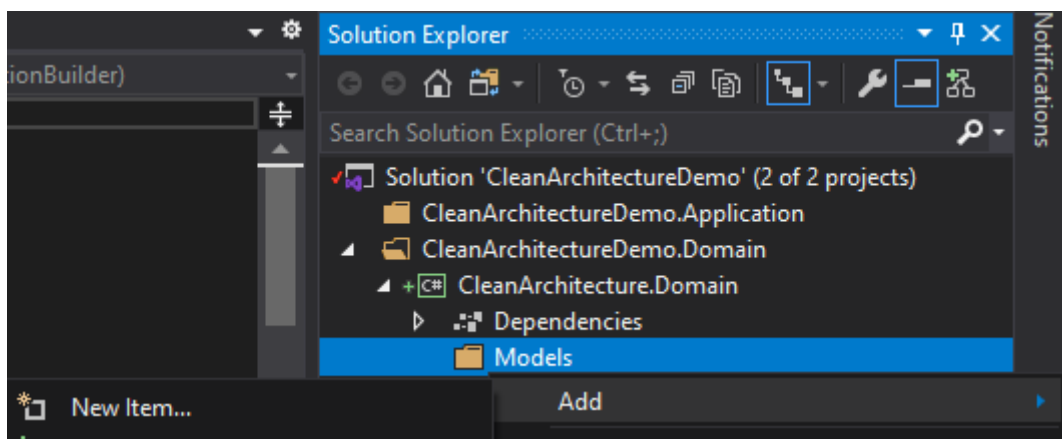 Solution Explorer
Notifications
tionBuilder)
Search Solution Explorer (Ctrl+;)
Solution 'CleanArchitectureDemo' (2 of 2 projects)
CleanArchitectureDemo.Application
CleanArchitectureDemo.Domain
C# CleanArchitecture.Domain
Dependencies
Models
New Item...
Add